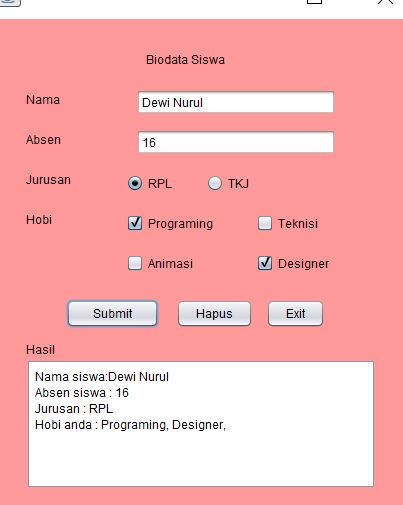 Biodata Siswa
Nama Dewi Nurul
Absen 16
Jurusan RPL TKJ
Hobi Programing Teknisi
Animasi Designer
Submit Hapus Exit
Hasil
Nama siswa:Dewi Nurul
Absen siswa : 16
Jurusan : RPL
Hobi anda : Programing, Designer,